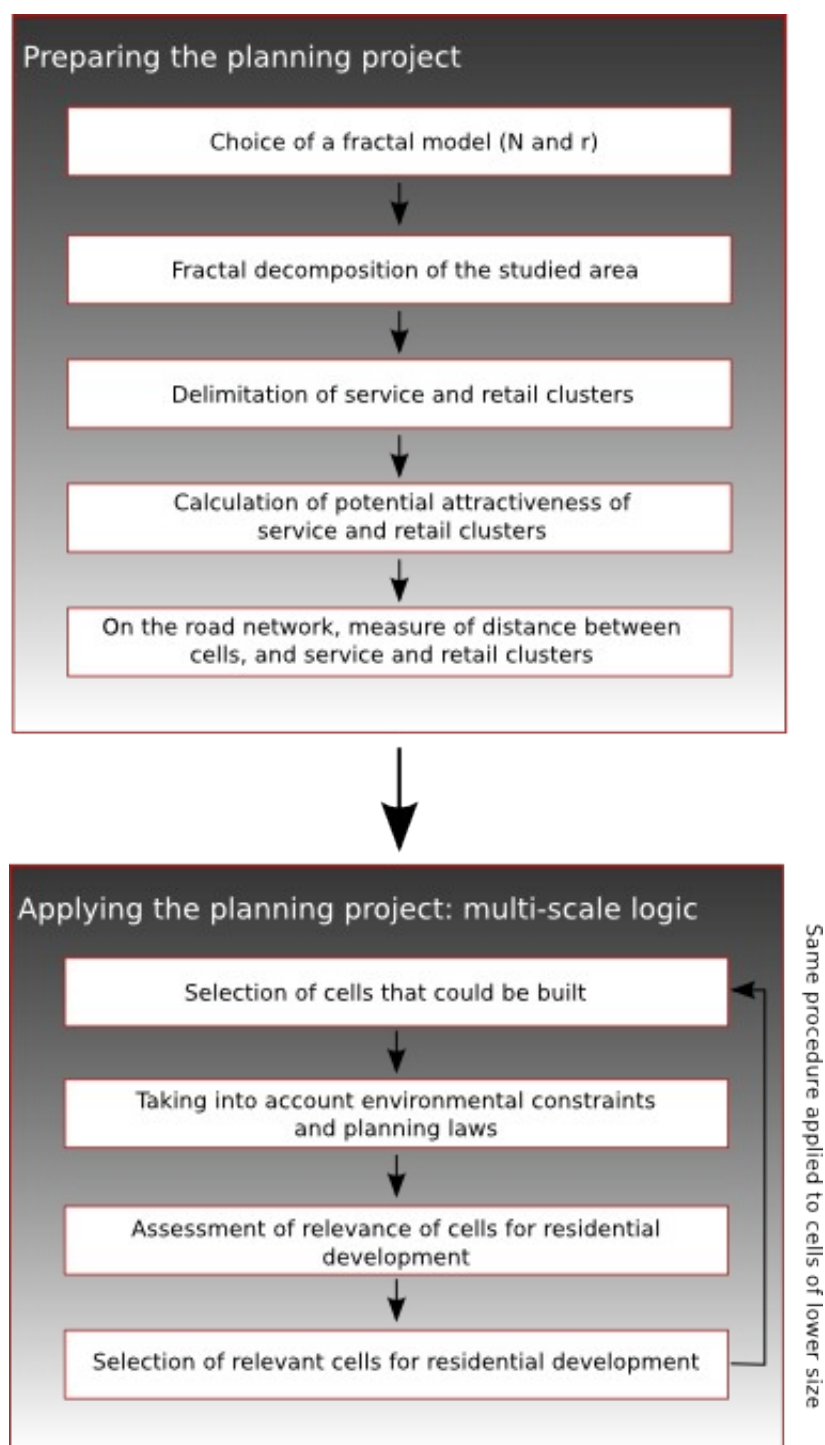 Preparing the planning project
Choice of a fractal model (N and r)
Fractal decomposition of the studied area
Delimitation of service and retail clusters
Calculation of potential attractiveness of
service and retail clusters
On the road network, measure of distance between
cells, and service and retail clusters
Applying the planning project: multi-scale logic
Selection of cells that could be built
Taking into account environmental constraints
and planning laws
Assessment of relevance of cells for residential
development
Selection of relevant cells for residential development
Same procedure applied to cells of lower size